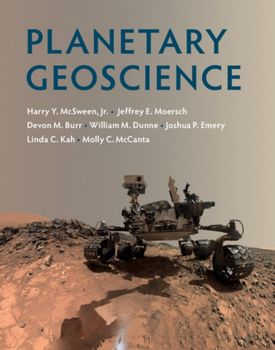 PLANETARY
GEOSCIENCE
Harry Y. McSween, Jr. • Jeffrey E. Moersch
Devon M. Burr • William M. Dunne • Joshua P. Emery
Linda C. Kah • Molly C. McCanta